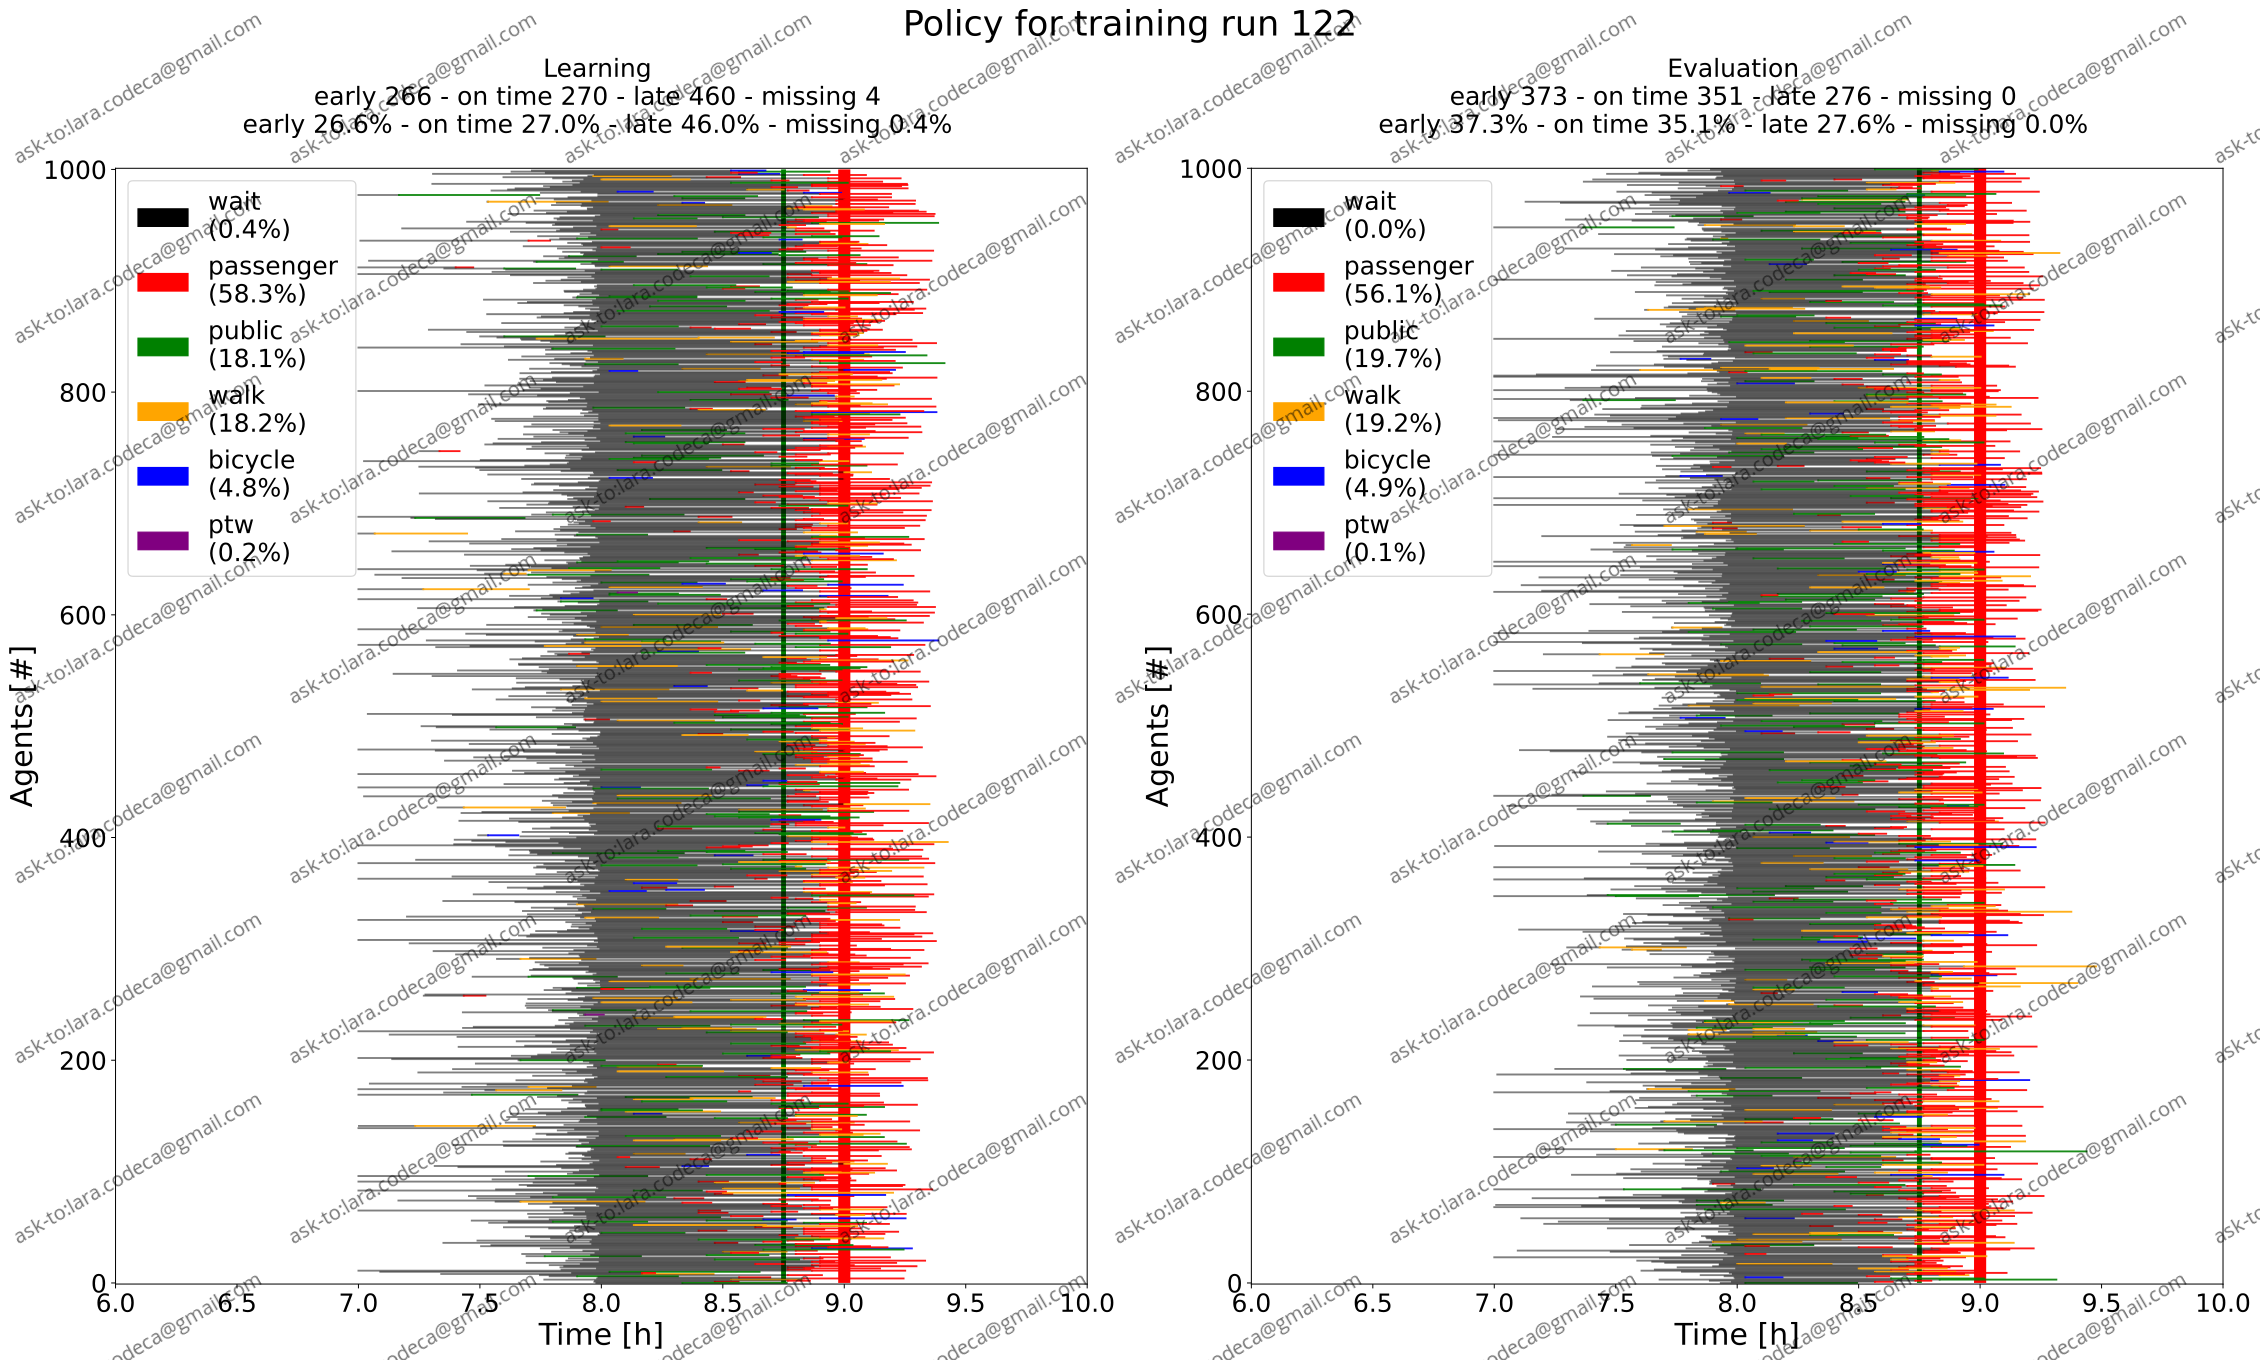 Policy for training run 122
Learning
early 266 - on time 270 - late 460 - missing 4
early 26.6% - on time 27.0% - late 46.0% - missing 0.4%
1000
800
600
400
200
0
Agents [#]
wait
(0.4%)
passenger
(58.3%)
public
(18.1%)
walk
(18.2%)
bicycle
(4.8%)
ptw
(0.2%)
6.0 6.5 7.0 7.5 8.0 8.5 9.0 9.5 10.0
Time [h]
Evaluation
early 373 - on time 351 - late 276 - missing 0
early 37.3% - on time 35.1% - late 27.6% - missing 0.0%
1000
800
600
400
200
0
Agents [#]
wait
(0.0%)
passenger
(56.1%)
public
(19.7%)
walk
(19.2%)
bicycle
(4.9%)
ptw
(0.1%)
6.0 6.5 7.0 7.5 8.0 8.5 9.0 9.5 10.0
Time [h]
ask-to:lara.codeca@gmail.com